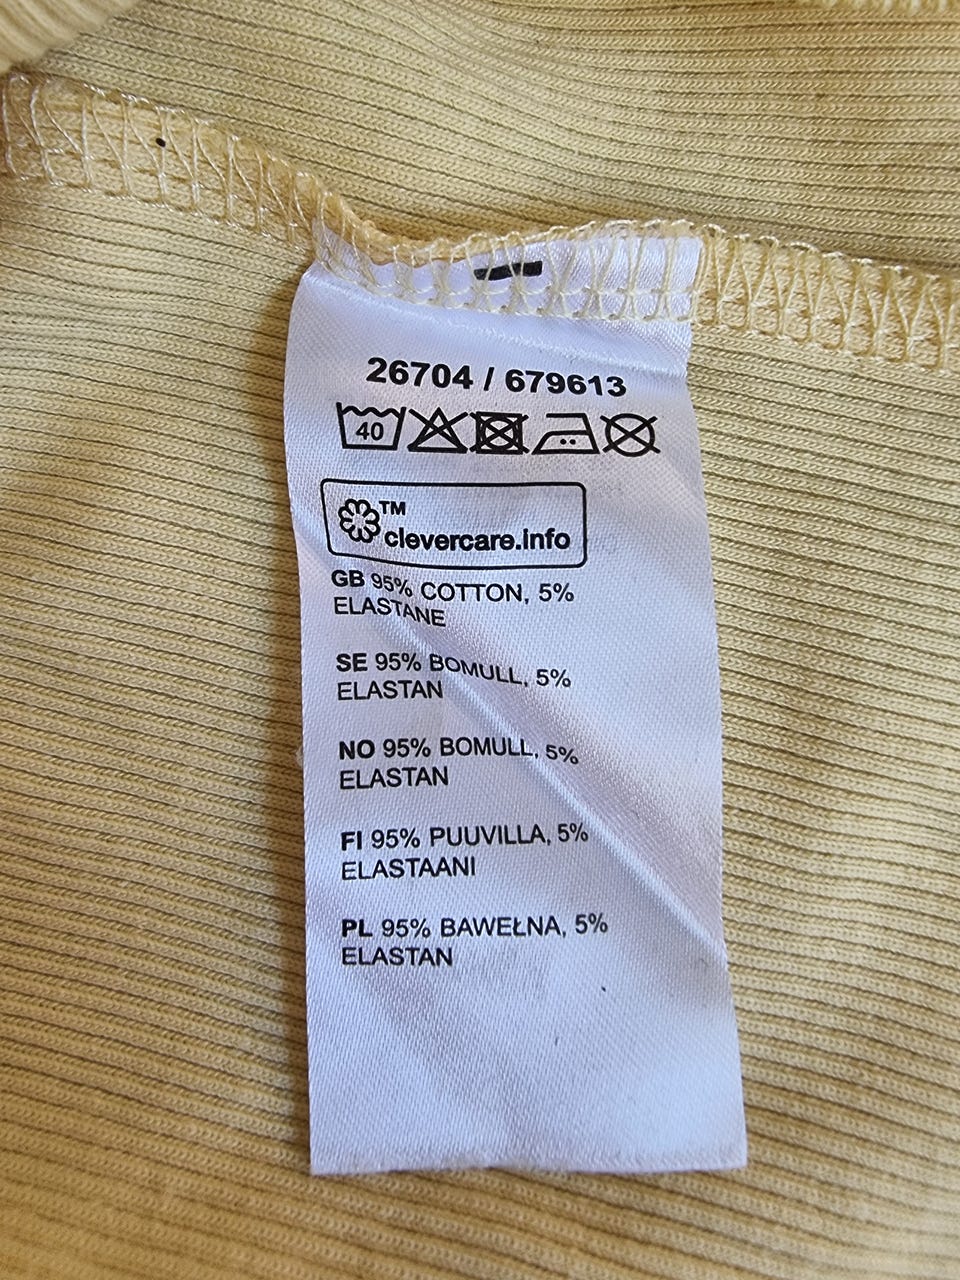 26704 / 679613
40
TM
clevercare.info
GB 95% COTTON, 5%
ELASTANE
SE 95% BOMULL, 5%
ELASTAN
NO 95% BOMULL, 5%
ELASTAN
FI 95% PUUVILLA, 5%
ELASTAANI
PL 95% BAWEŁNA, 5%
ELASTAN